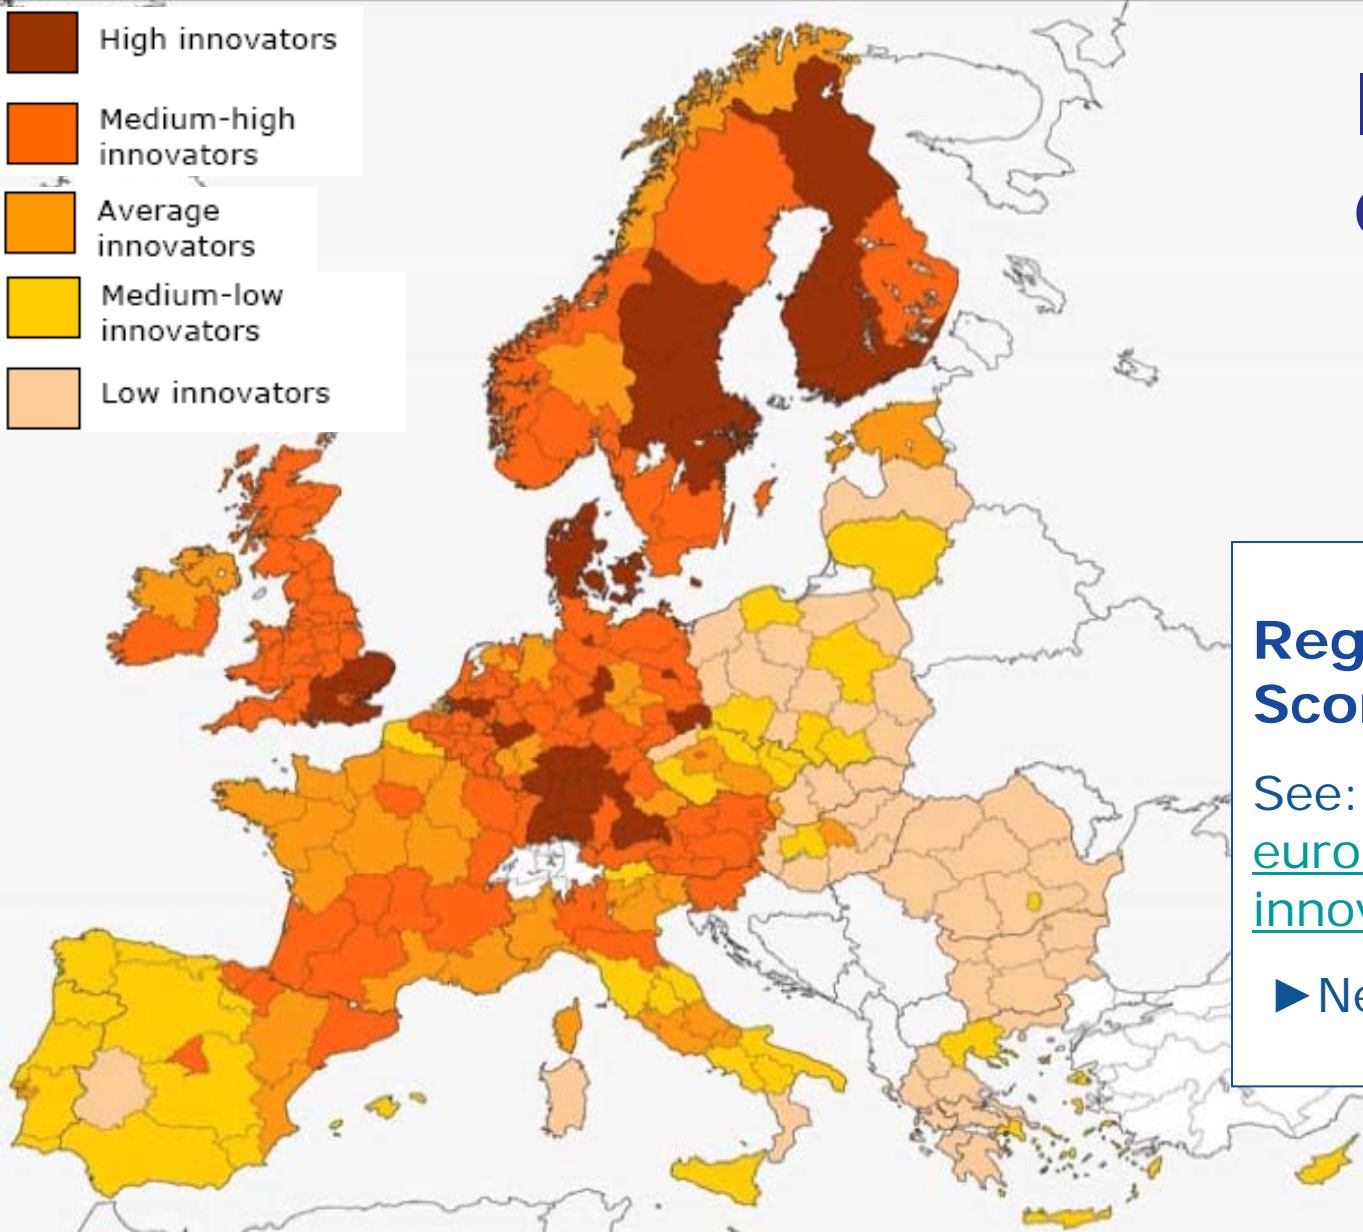 High innovators
Medium-high
innovators
Average
innovators
Medium-low
innovators
Low innovators
Reg
Scor
See:
euro
innov
►Ne